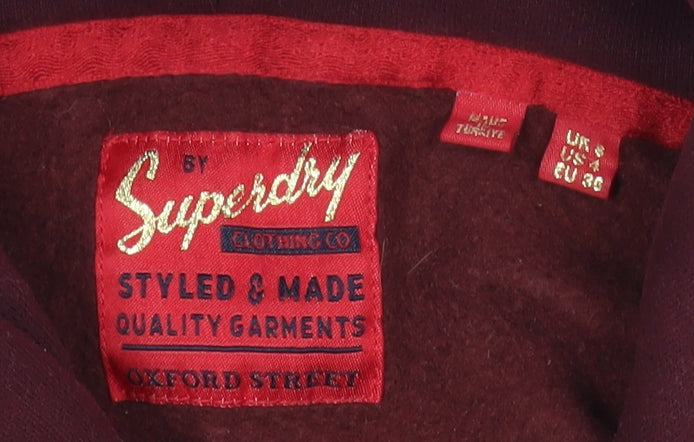 BY
Superdry
CLOTHING CO
STYLED & MADE
QUALITY GARMENTS
OXFORD STREET
MADE
TÜRKİYE
UK 8
US 4
EU 36